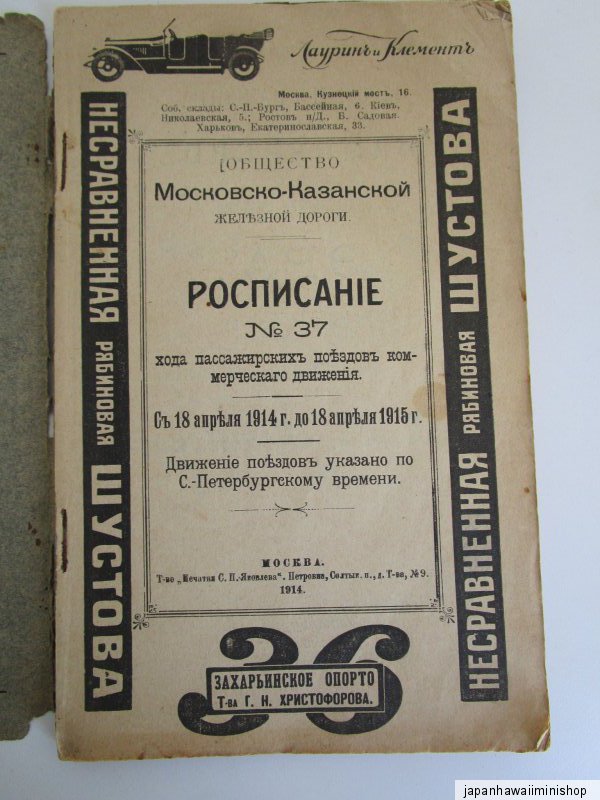 Лауринъ и Клементъ
Москва, Кузнецкій мостъ, 16.
Соб. склады: С.-П.-Бургъ, Бассейная, 6. Кіевъ,
Николаевская, 5.; Ростовъ н/Д., Б. Садовая.
Харьковъ, Екатеринославская, 33.
НЕСРАВНЕННАЯ РЯБИНОВАЯ ШУСТОВА
ОБЩЕСТВО
Московско-Казанской
ЖЕЛѢЗНОЙ ДОРОГИ.
РОСПИСАНІЕ
№ 37
хода пассажирскихъ поѣздовъ ком-
мерческаго движенія.
Съ 18 апрѣля 1914 г. до 18 апрѣля 1915 г.
Движеніе поѣздовъ указано по
С.-Петербургскому времени.
МОСКВА.
Т-во „Печатня С. П. Яковлева“. Петровка, Салтык. п., д. Т-ва, № 9.
1914.
НЕСРАВНЕННАЯ РЯБИНОВАЯ ШУСТОВА
36
ЗАХАРЬИНСКОЕ ОПОРТО
Т-ва Г. Н. ХРИСТОФОРОВА.
japanhawaiiminishop